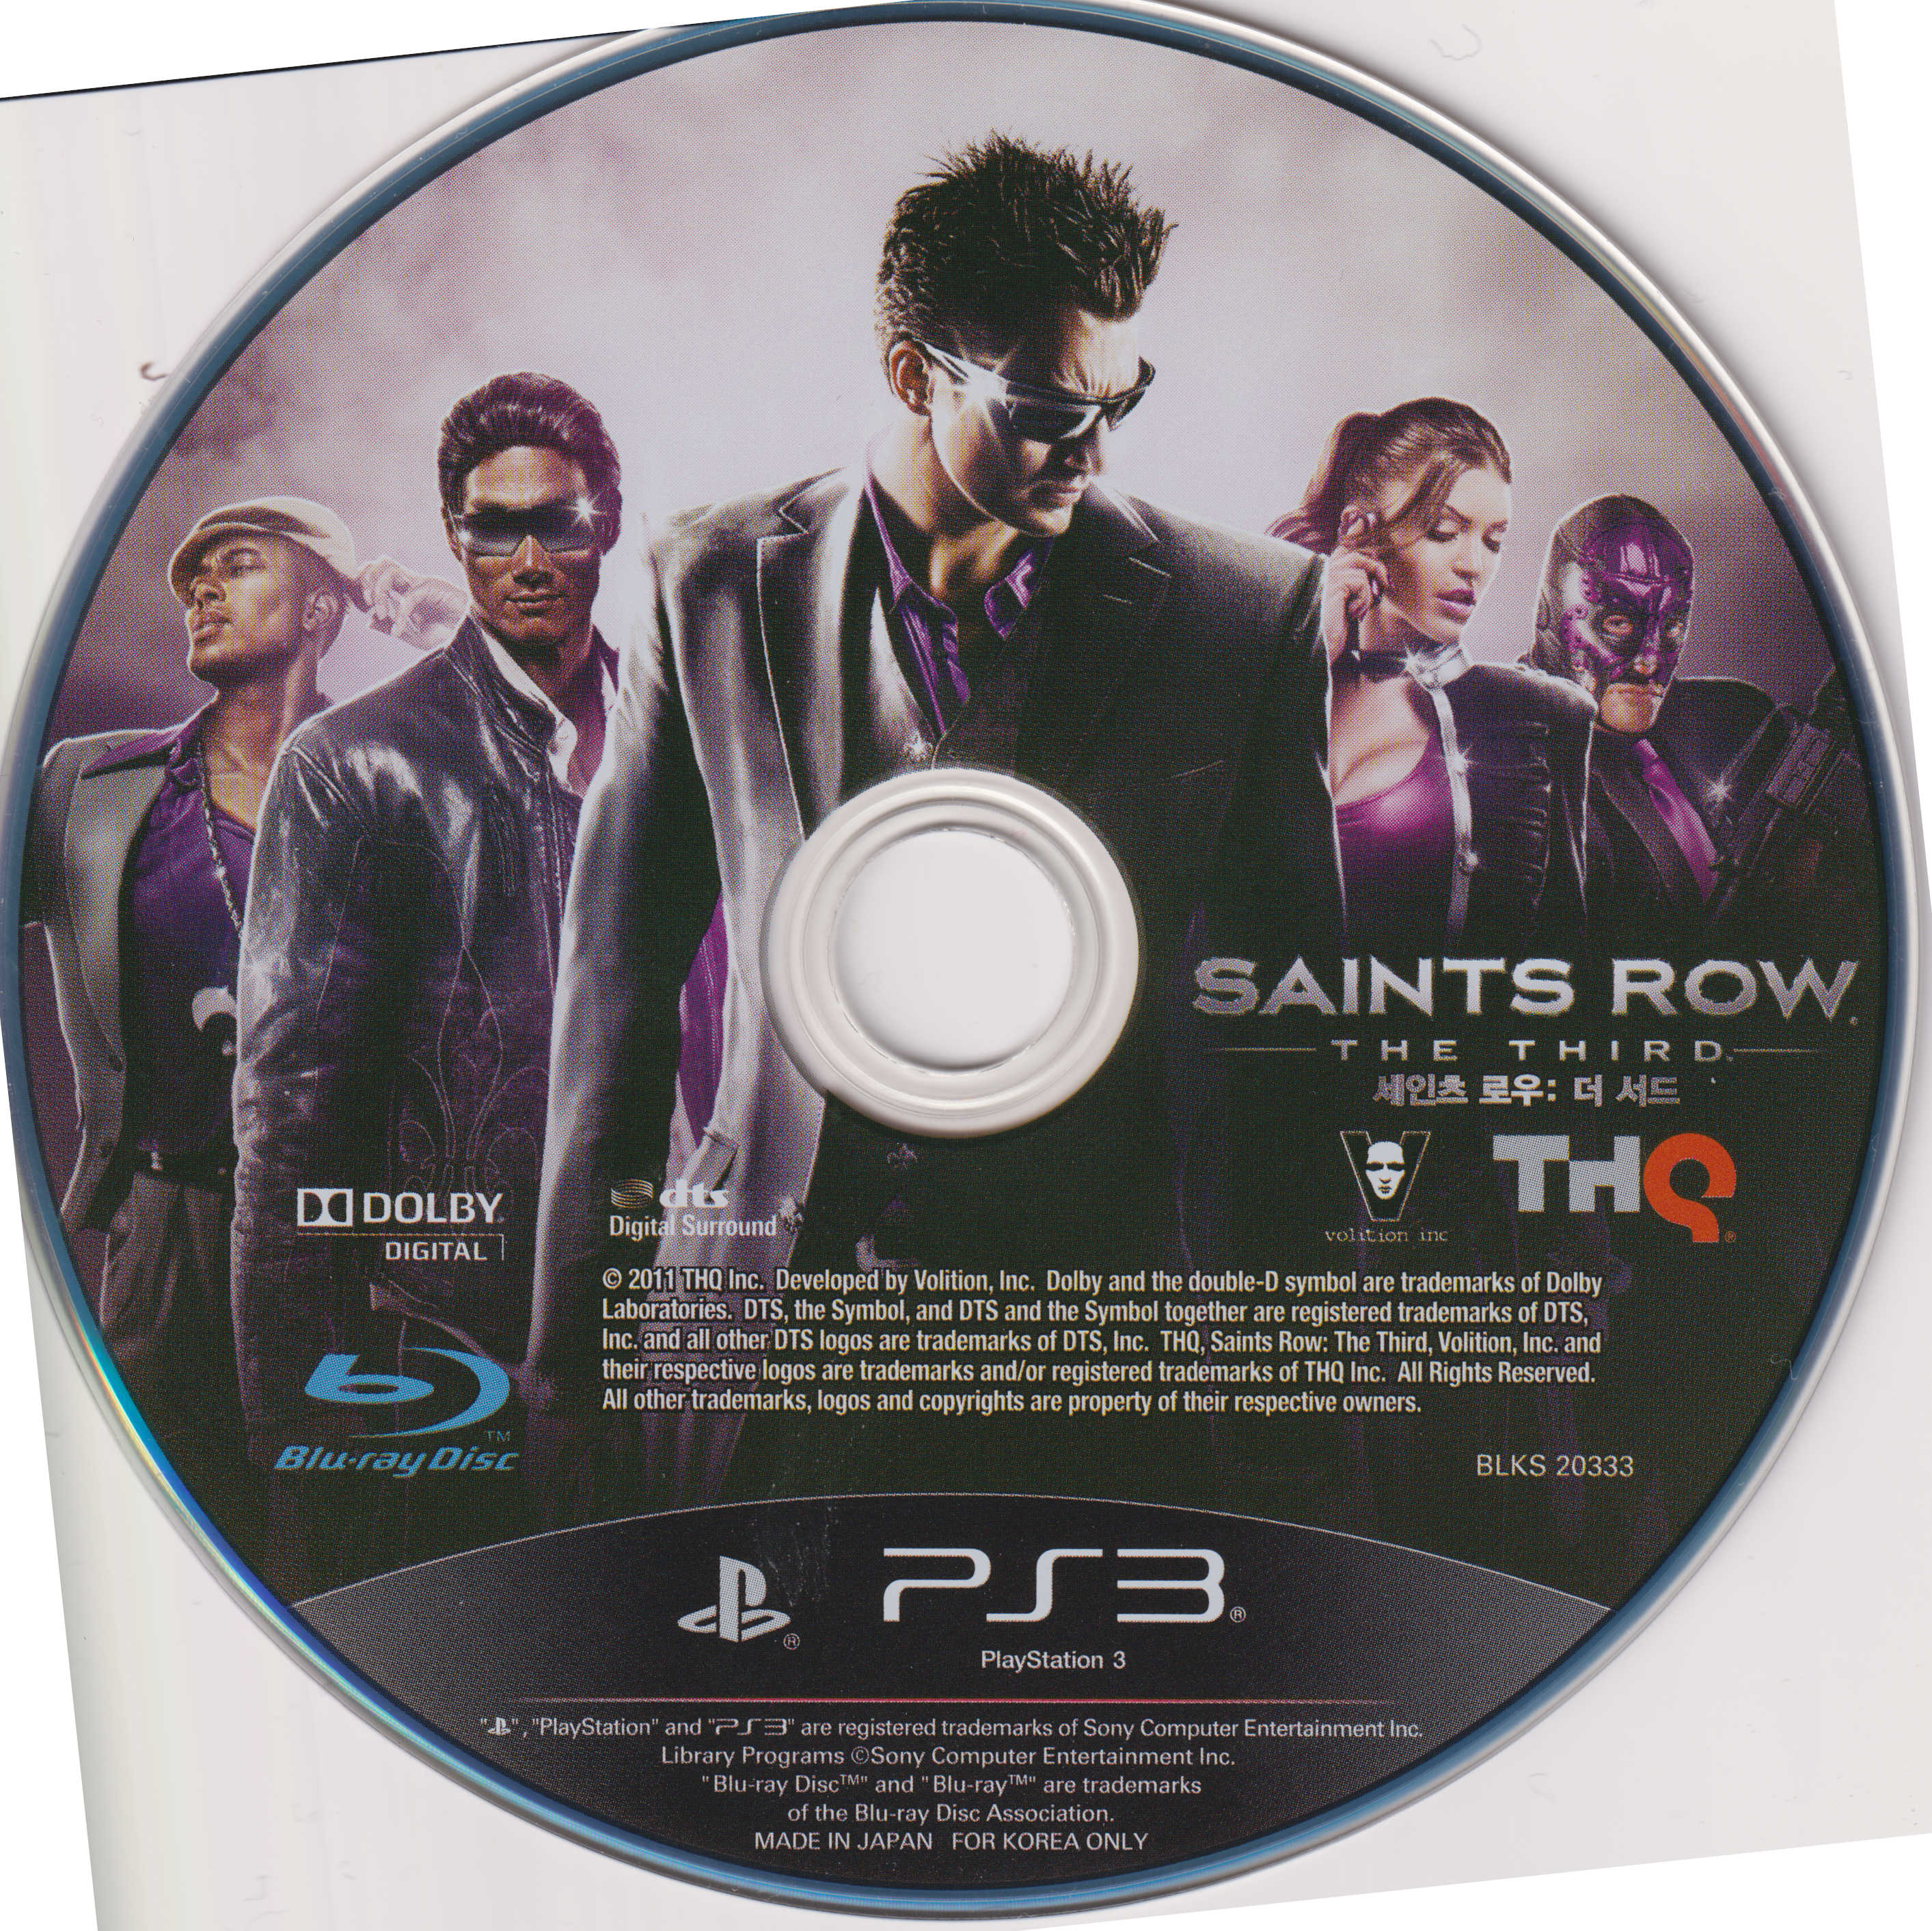 SAINTS ROW®
THE THIRD™
세인츠 로우: 더 서드
volition inc
THQ®
DOLBY®
DIGITAL
dts
Digital Surround
© 2011 THQ Inc. Developed by Volition, Inc. Dolby and the double-D symbol are trademarks of Dolby
Laboratories. DTS, the Symbol, and DTS and the Symbol together are registered trademarks of DTS,
Inc. and all other DTS logos are trademarks of DTS, Inc. THQ, Saints Row: The Third, Volition, Inc. and
their respective logos are trademarks and/or registered trademarks of THQ Inc. All Rights Reserved.
All other trademarks, logos and copyrights are property of their respective owners.
Blu-ray Disc™
BLKS 20333
PS3®
PlayStation 3
"PS", "PlayStation" and "PS3" are registered trademarks of Sony Computer Entertainment Inc.
Library Programs ©Sony Computer Entertainment Inc.
"Blu-ray Disc™" and "Blu-ray™" are trademarks
of the Blu-ray Disc Association.
MADE IN JAPAN FOR KOREA ONLY